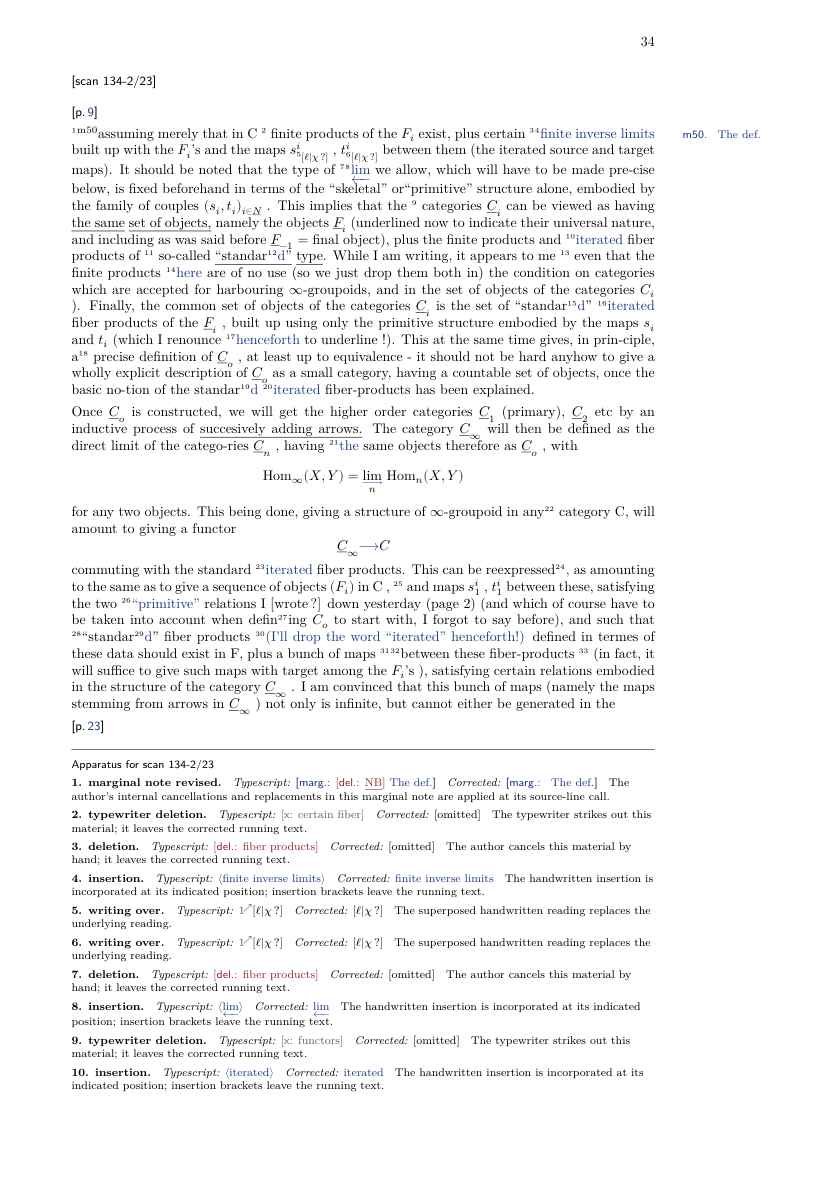 34
[scan 134-2/23]
[p. 9]
¹ᵐ⁵⁰assuming merely that in C ² finite products of the F_i exist, plus certain ³⁴finite inverse limits
m50. The def.
built up with the F_i's and the maps s^i_⁵[ℓ|χ ?] , t^i_⁶[ℓ|χ ?] between them (the iterated source and target
maps). It should be noted that the type of ⁷⁸lim← we allow, which will have to be made pre-cise
below, is fixed beforehand in terms of the “skeletal” or“primitive” structure alone, embodied by
the family of couples (s_i, t_i)_{i∈N} . This implies that the ⁹ categories C_i can be viewed as having
the same set of objects, namely the objects F_i (underlined now to indicate their universal nature,
and including as was said before F_{−1} = final object), plus the finite products and ¹⁰iterated fiber
products of ¹¹ so-called “standar¹²d” type. While I am writing, it appears to me ¹³ even that the
finite products ¹⁴here are of no use (so we just drop them both in) the condition on categories
which are accepted for harbouring ∞-groupoids, and in the set of objects of the categories C_i
). Finally, the common set of objects of the categories C_i is the set of “standar¹⁵d” ¹⁶iterated
fiber products of the F_i , built up using only the primitive structure embodied by the maps s_i
and t_i (which I renounce ¹⁷henceforth to underline !). This at the same time gives, in prin-ciple,
a¹⁸ precise definition of C_o , at least up to equivalence - it should not be hard anyhow to give a
wholly explicit description of C_o as a small category, having a countable set of objects, once the
basic no-tion of the standar¹⁹d ²⁰iterated fiber-products has been explained.
Once C_o is constructed, we will get the higher order categories C_1 (primary), C_2 etc by an
inductive process of succesively adding arrows. The category C_∞ will then be defined as the
direct limit of the catego-ries C_n , having ²¹the same objects therefore as C_o , with
Hom_∞(X, Y) = lim→_n Hom_n(X, Y)
for any two objects. This being done, giving a structure of ∞-groupoid in any²² category C, will
amount to giving a functor
C_∞ ⟶ C
commuting with the standard ²³iterated fiber products. This can be reexpressed²⁴, as amounting
to the same as to give a sequence of objects (F_i) in C , ²⁵ and maps s^i_1 , t^i_1 between these, satisfying
the two ²⁶“primitive” relations I [wrote ?] down yesterday (page 2) (and which of course have to
be taken into account when defin²⁷ing C_o to start with, I forgot to say before), and such that
²⁸“standar²⁹d” fiber products ³⁰(I'll drop the word “iterated” henceforth!) defined in termes of
these data should exist in F, plus a bunch of maps ³¹³²between these fiber-products ³³ (in fact, it
will suffice to give such maps with target among the F_i's ), satisfying certain relations embodied
in the structure of the category C_∞ . I am convinced that this bunch of maps (namely the maps
stemming from arrows in C_∞ ) not only is infinite, but cannot either be generated in the
[p. 23]
Apparatus for scan 134-2/23
1. marginal note revised. Typescript: [marg.: [del.: NB] The def.] Corrected: [marg.: The def.] The
author's internal cancellations and replacements in this marginal note are applied at its source-line call.
2. typewriter deletion. Typescript: [x: certain fiber] Corrected: [omitted] The typewriter strikes out this
material; it leaves the corrected running text.
3. deletion. Typescript: [del.: fiber products] Corrected: [omitted] The author cancels this material by
hand; it leaves the corrected running text.
4. insertion. Typescript: ⟨finite inverse limits⟩ Corrected: finite inverse limits The handwritten insertion is
incorporated at its indicated position; insertion brackets leave the running text.
5. writing over. Typescript: 1↗[ℓ|χ ?] Corrected: [ℓ|χ ?] The superposed handwritten reading replaces the
underlying reading.
6. writing over. Typescript: 1↗[ℓ|χ ?] Corrected: [ℓ|χ ?] The superposed handwritten reading replaces the
underlying reading.
7. deletion. Typescript: [del.: fiber products] Corrected: [omitted] The author cancels this material by
hand; it leaves the corrected running text.
8. insertion. Typescript: ⟨lim←⟩ Corrected: lim← The handwritten insertion is incorporated at its indicated
position; insertion brackets leave the running text.
9. typewriter deletion. Typescript: [x: functors] Corrected: [omitted] The typewriter strikes out this
material; it leaves the corrected running text.
10. insertion. Typescript: ⟨iterated⟩ Corrected: iterated The handwritten insertion is incorporated at its
indicated position; insertion brackets leave the running text.